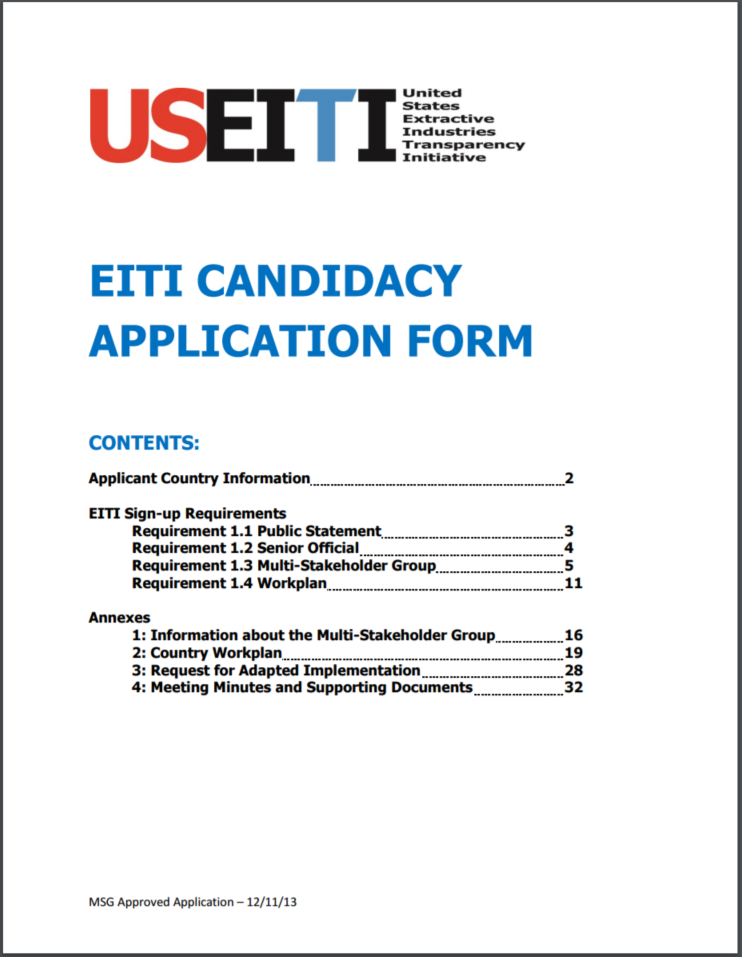 USEITI
United
States
Extractive
Industries
Transparency
Initiative
EITI CANDIDACY
APPLICATION FORM
CONTENTS:
Applicant Country Information 2
EITI Sign-up Requirements
Requirement 1.1 Public Statement 3
Requirement 1.2 Senior Official 4
Requirement 1.3 Multi-Stakeholder Group 5
Requirement 1.4 Workplan 11
Annexes
1: Information about the Multi-Stakeholder Group 16
2: Country Workplan 19
3: Request for Adapted Implementation 28
4: Meeting Minutes and Supporting Documents 32
MSG Approved Application – 12/11/13